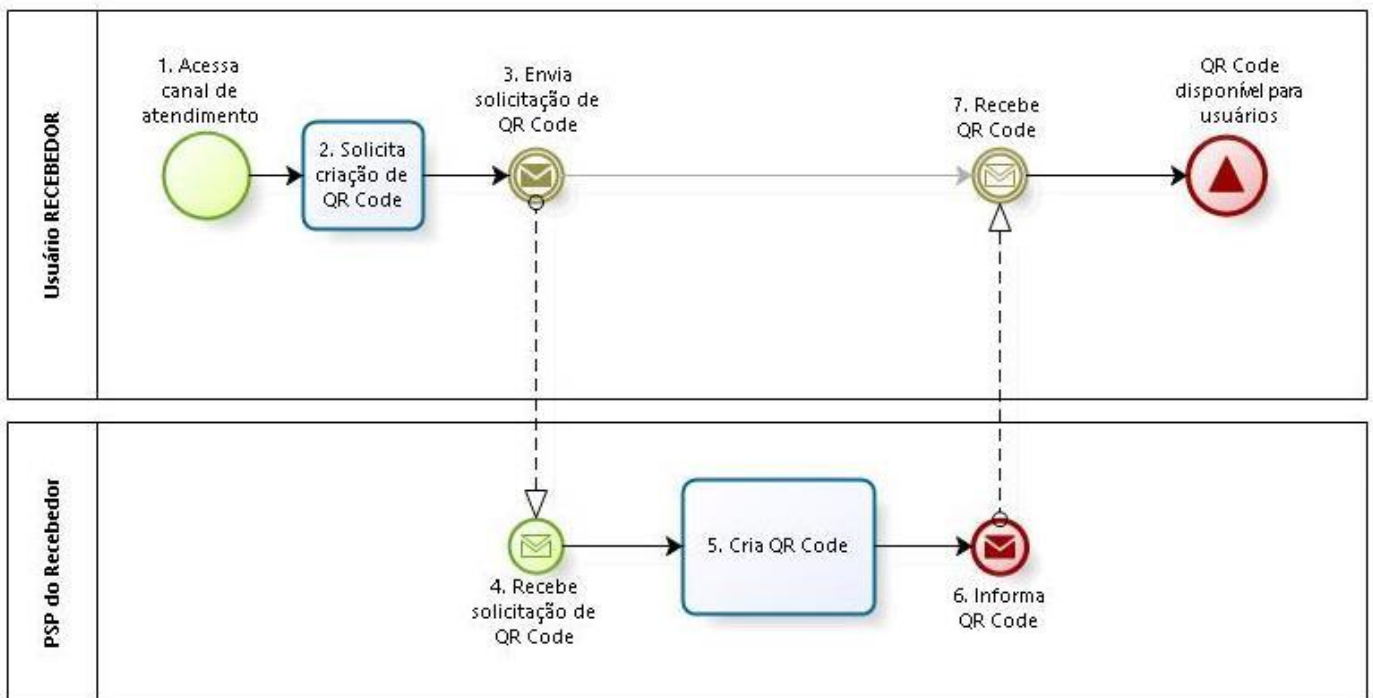 Usuário RECEBEDOR
1. Acessa
canal de
atendimento
2. Solicita
criação de
QR Code
3. Envia
solicitação de
QR Code
7. Recebe
QR Code
QR Code
disponível para
usuários
PSP do Recebedor
4. Recebe
solicitação de
QR Code
5. Cria QR Code
6. Informa
QR Code